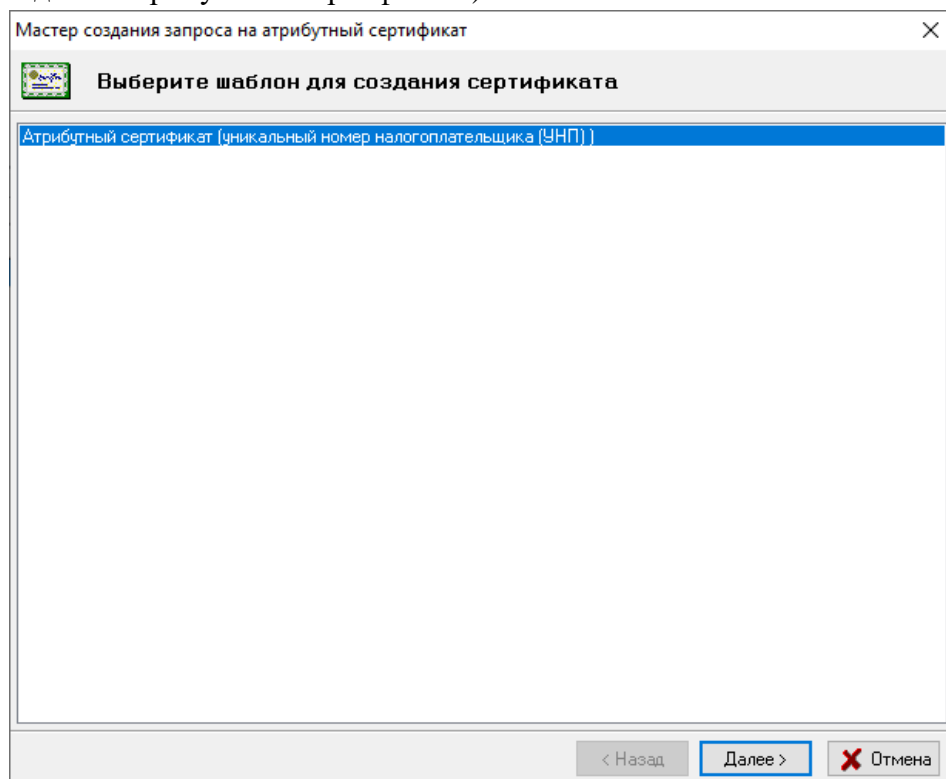 Мастер создания запроса на атрибутный сертификат
Выберите шаблон для создания сертификата
Атрибутный сертификат (уникальный номер налогоплательщика (УНП) )
< Назад
Далее >
Отмена